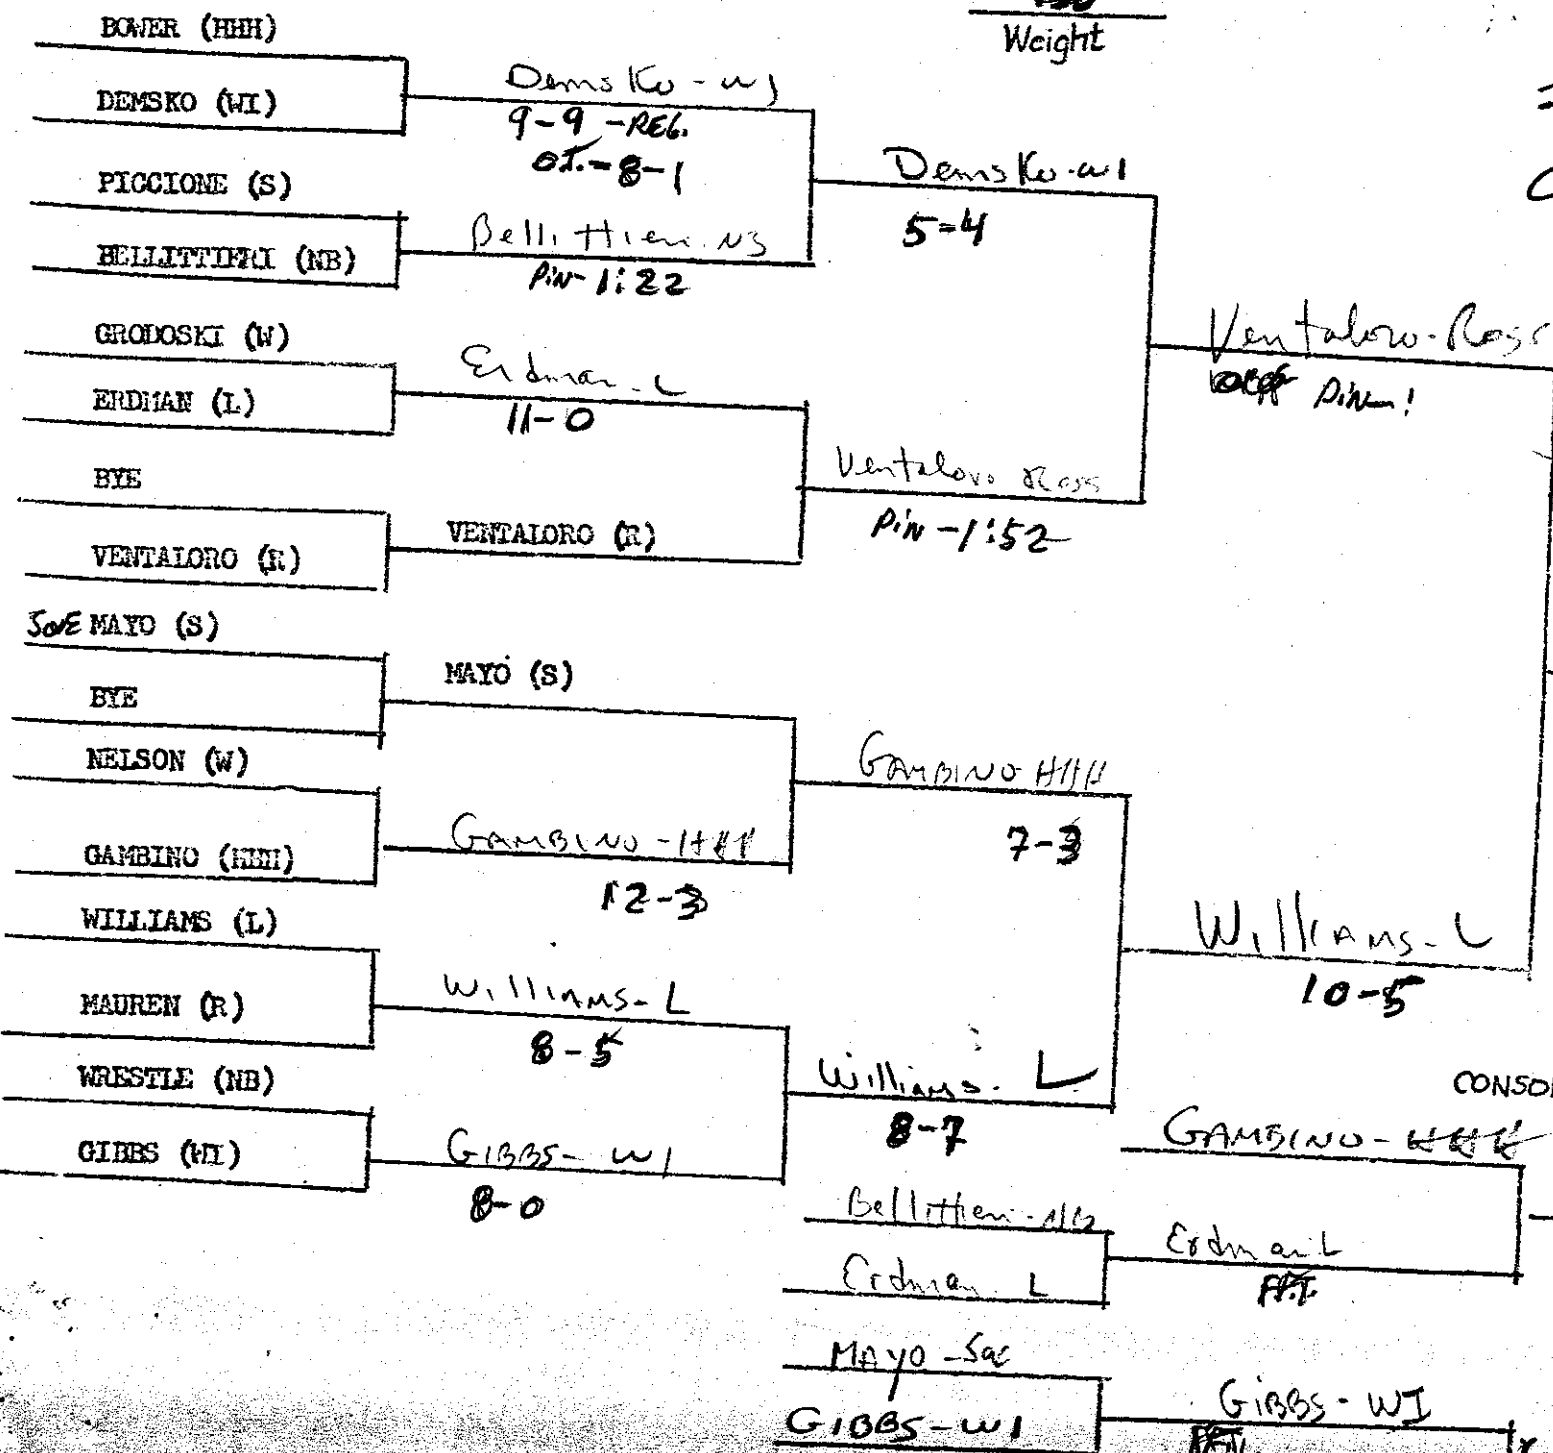 Weight
BOWER (HHH)
DEMSKO (WI)
Demsko - WI
9-9 - REG.
O.T. - 8-1
PICCIONE (S)
BELLITTIERI (NB)
Bellittieri NB
Pin - 1:22
Demsko - WI
5-4
GRODOSKI (W)
ERDMAN (L)
Erdman - L
11-0
BYE
VENTALORO (R)
VENTALORO (R)
Ventaloro Ross
Pin - 1:52
Ventaloro - Ross
Pin!
MAYO (S)
BYE
MAYO (S)
NELSON (W)
GAMBINO (HHH)
GAMBINO - HHH
12-3
GAMBINO HHH
7-3
WILLIAMS (L)
MAUREN (R)
Williams - L
8-5
WRESTLE (NB)
GIBBS (WI)
GIBBS - WI
8-0
Williams - L
8-7
Williams - L
10-5
CONSOL
GAMBINO - HHH
Bellittieri - NB
Erdman L
Erdman L
MAYO - Sac
GIBBS - WI
GIBBS - WI